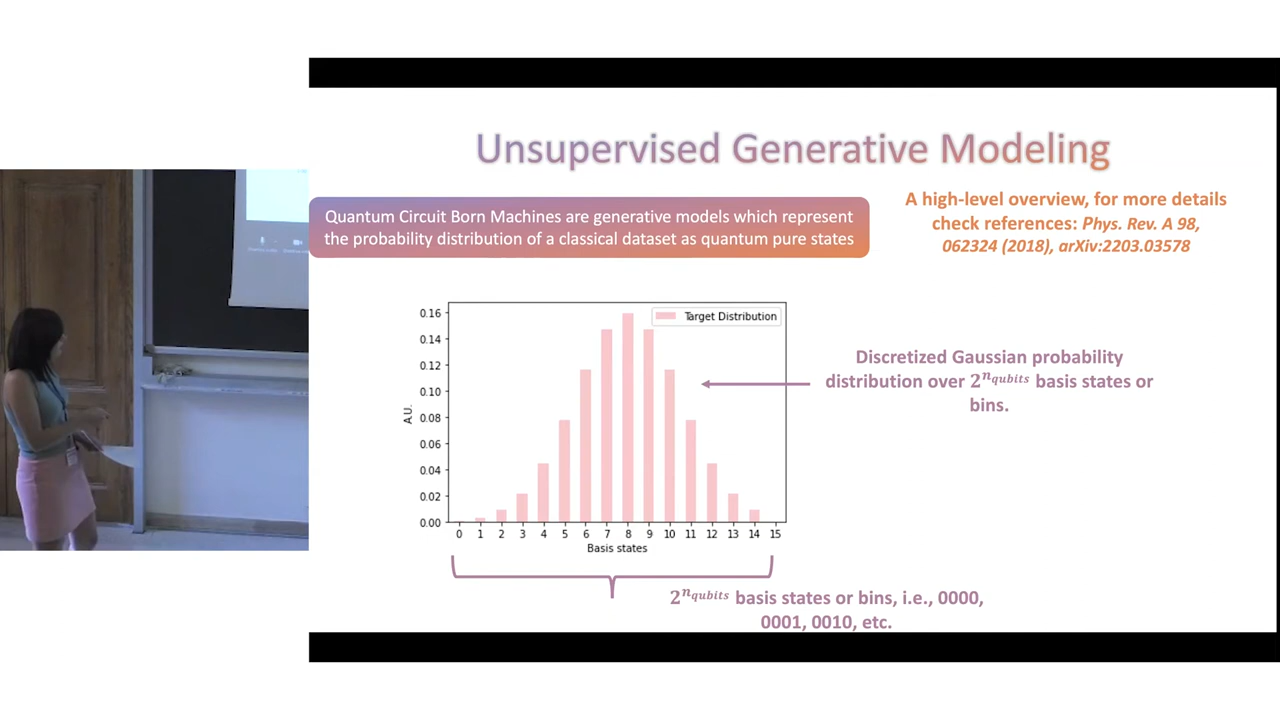 Unsupervised Generative Modeling
Quantum Circuit Born Machines are generative models which represent
the probability distribution of a classical dataset as quantum pure states
A high-level overview, for more details
check references: Phys. Rev. A 98,
062324 (2018), arXiv:2203.03578
Target Distribution
0.16
0.14
0.12
0.10
0.08
0.06
0.04
0.02
0.00
A.U.
0 1 2 3 4 5 6 7 8 9 10 11 12 13 14 15
Basis states
Discretized Gaussian probability
distribution over 2^{n_{qubits}} basis states or
bins.
2^{n_{qubits}} basis states or bins, i.e., 0000,
0001, 0010, etc.